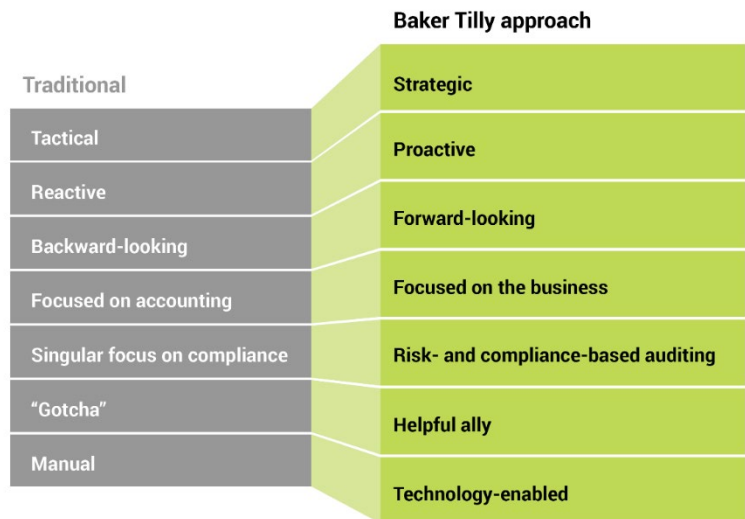 Baker Tilly approach
Traditional
Strategic
Tactical
Proactive
Reactive
Forward-looking
Backward-looking
Focused on the business
Focused on accounting
Risk- and compliance-based auditing
Singular focus on compliance
Helpful ally
“Gotcha”
Technology-enabled
Manual